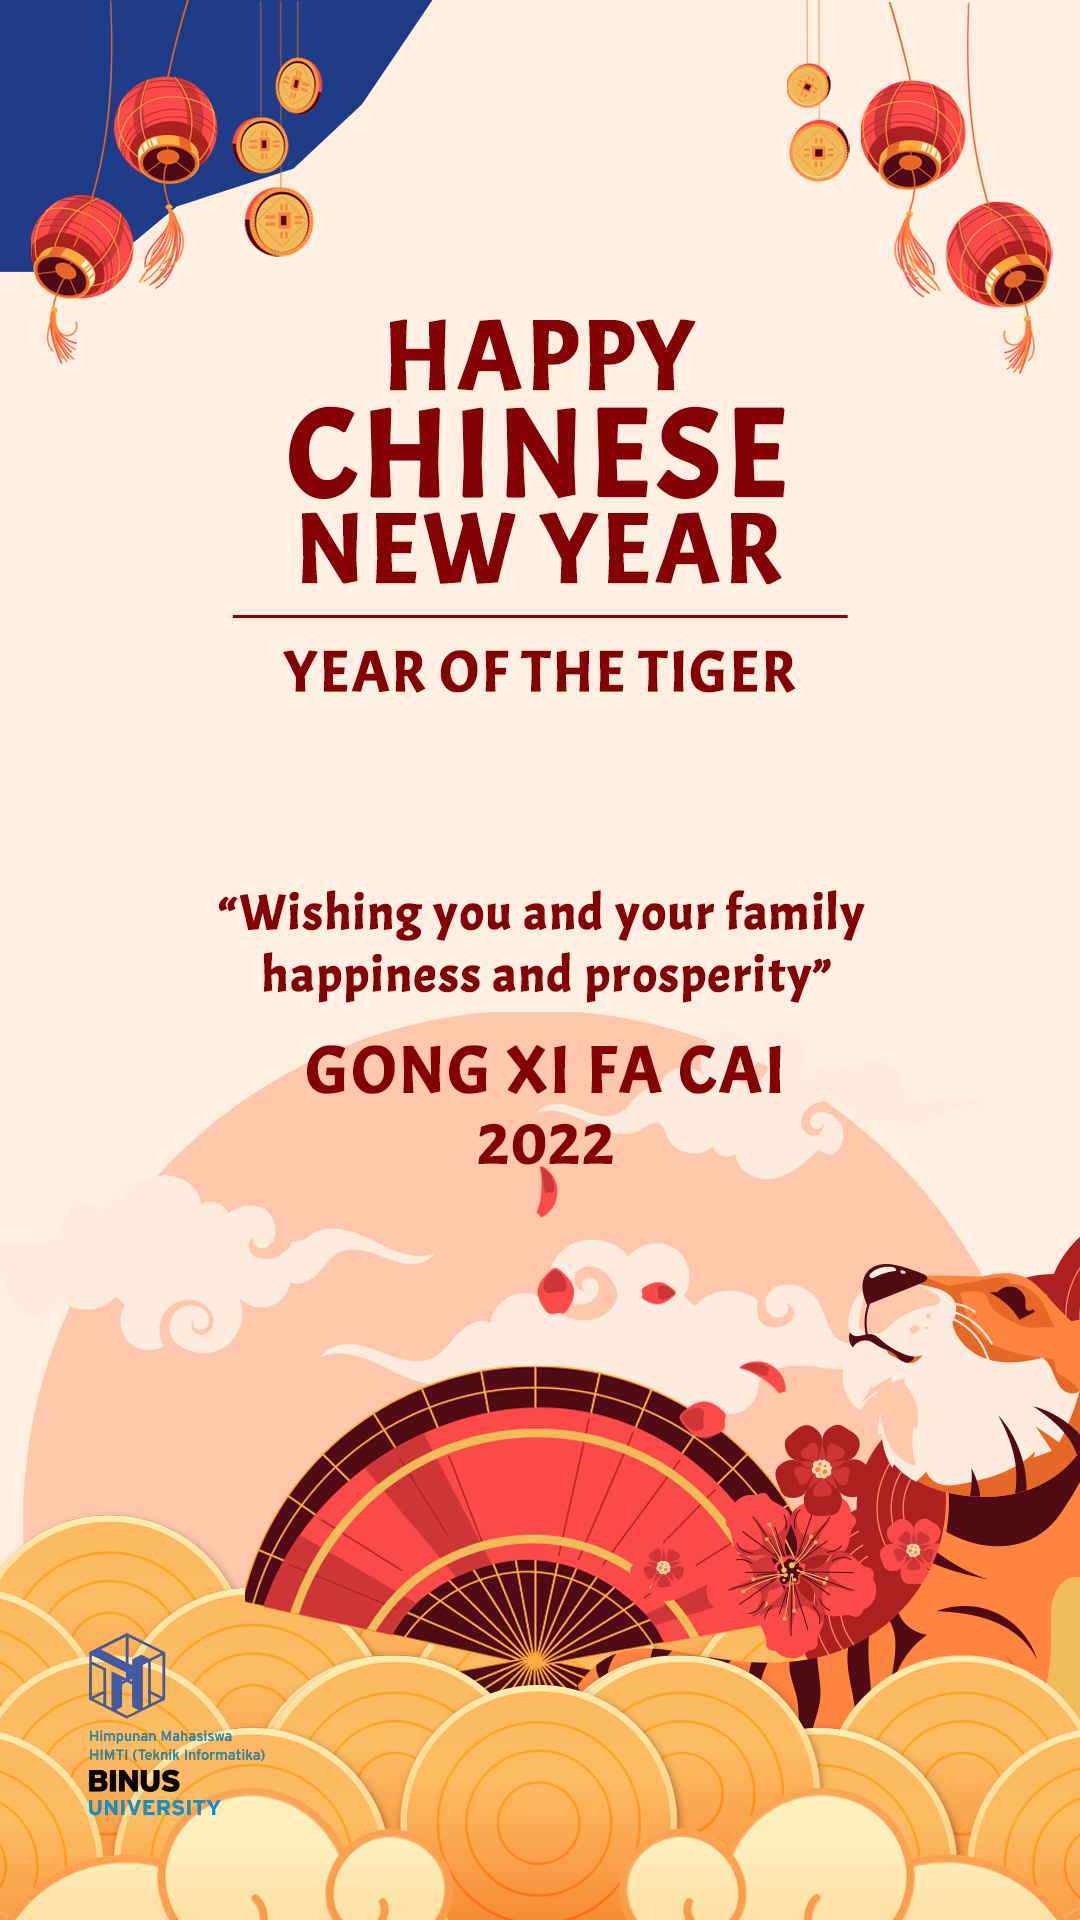 HAPPY
CHINESE
NEW YEAR
YEAR OF THE TIGER
“Wishing you and your family
happiness and prosperity”
GONG XI FA CAI
2022
Himpunan Mahasiswa
HIMTI (Teknik Informatika)
BINUS
UNIVERSITY